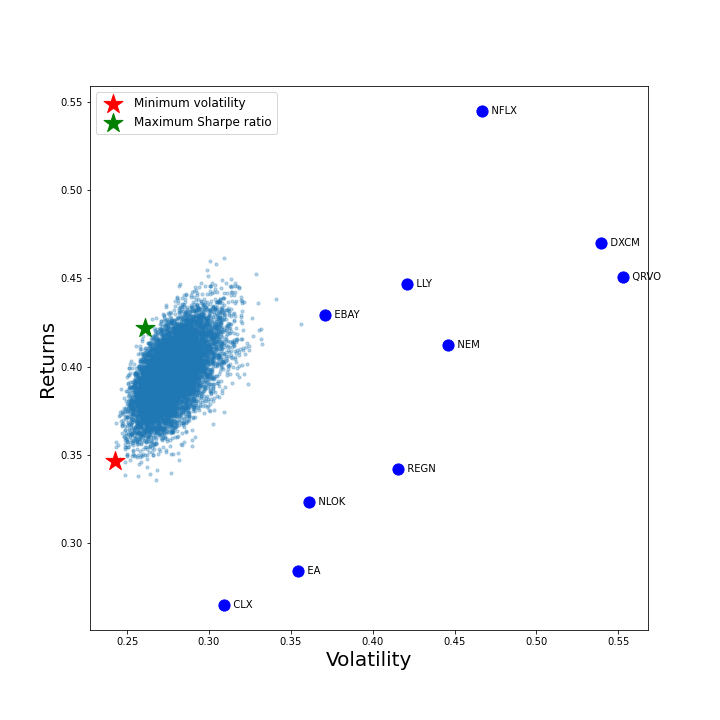 Minimum volatility
Maximum Sharpe ratio
NFLX
DXCM
QRVO
LLY
EBAY
NEM
REGN
NLOK
EA
CLX
Returns
0.55
0.50
0.45
0.40
0.35
0.30
0.25 0.30 0.35 0.40 0.45 0.50 0.55
Volatility